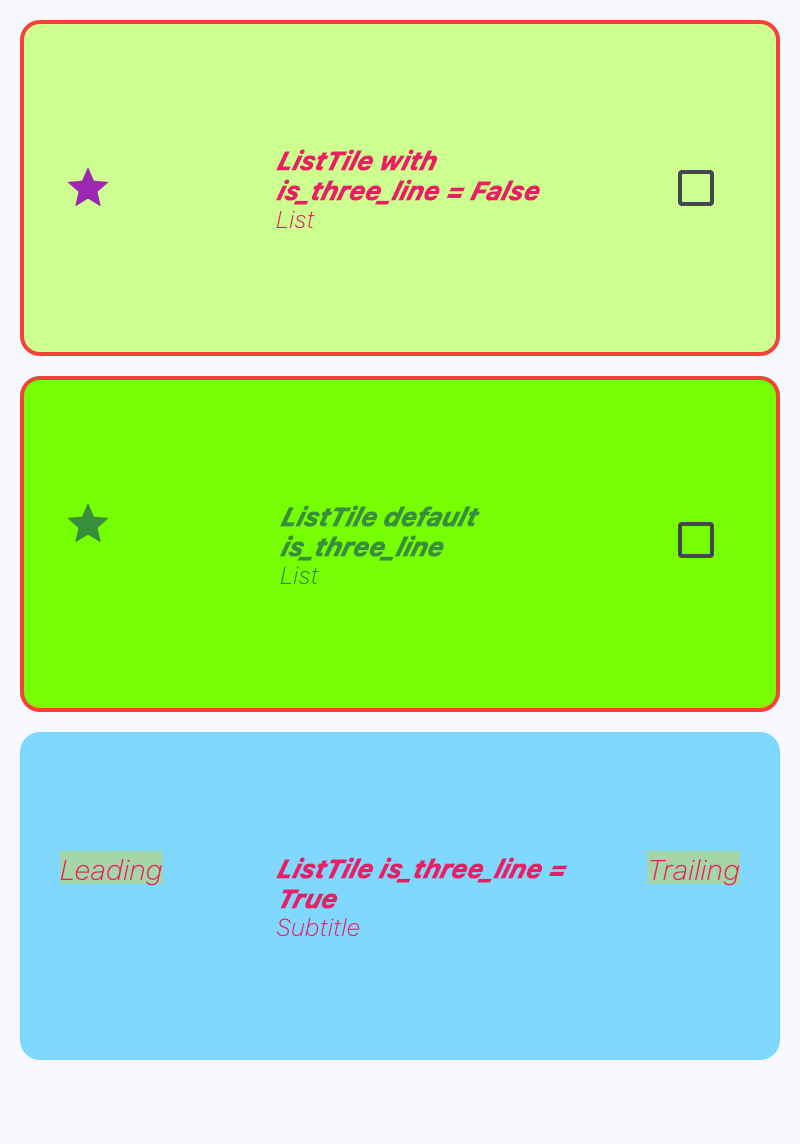 ListTile with
is_three_line = False
List
ListTile default
is_three_line
List
Leading
ListTile is_three_line =
True
Subtitle
Trailing